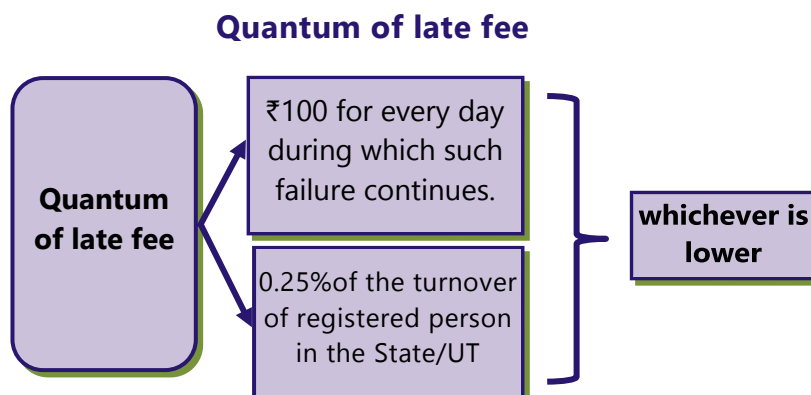 Quantum of late fee
Quantum
of late fee
₹100 for every day
during which such
failure continues.
0.25%of the turnover
of registered person
in the State/UT
whichever is
lower